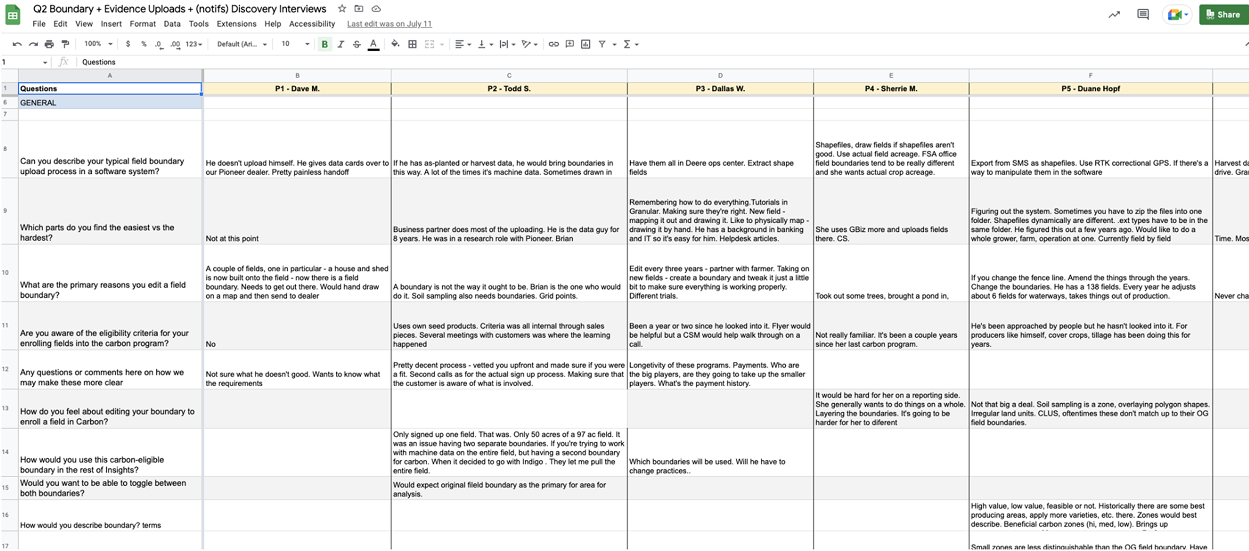 Q2 Boundary + Evidence Uploads + (notifs) Discovery Interviews
File Edit View Insert Format Data Tools Extensions Help Accessibility Last edit was on July 11
Share
100% $ % .0 .00 123 Default (Ari... 10 B I S A
1 fx Questions
A B C D E F
1 Questions P1 - Dave M. P2 - Todd S. P3 - Dallas W. P4 - Sherrie M. P5 - Duane Hopf
6 GENERAL
7
8
Can you describe your typical field boundary
upload process in a software system?
He doesn't upload himself. He gives data cards over to
our Pioneer dealer. Pretty painless handoff
If he has as-planted or harvest data, he would bring boundaries in
this way. A lot of the times it's machine data. Sometimes drawn in
Have them all in Deere ops center. Extract shape
fields
Shapefiles, draw fields if shapefiles aren't
good. Use actual field acreage. FSA office
field boundaries tend to be really different
and she wants actual crop acreage.
Export from SMS as shapefiles. Use RTK correctional GPS. If there's a
way to manipulate them in the software
Harvest da
drive. Gra
9
Which parts do you find the easiest vs the
hardest?
Not at this point
Business partner does most of the uploading. He is the data guy for
8 years. He was in a research role with Pioneer. Brian
Remembering how to do everything.Tutorials in
Granular. Making sure they're right. New field -
mapping it out and drawing it. Like to physically map -
drawing it by hand. He has a background in banking
and IT so it's easy for him. Helpdesk articles.
She uses GBiz more and uploads fields
there. CS.
Figuring out the system. Sometimes you have to zip the files into one
folder. Shapefiles dynamically are different. .ext types have to be in the
same folder. He figured this out a few years ago. Would like to do a
whole grower, farm, operation at one. Currently field by field
Time. Mos
10
What are the primary reasons you edit a field
boundary?
A couple of fields, one in particular - a house and shed
is now built onto the field - now there is a field
boundary. Needs to get out there. Would hand draw
on a map and then send to dealer
A boundary is not the way it ought to be. Brian is the one who would
do it. Soil sampling also needs boundaries. Grid points.
Edit every three years - partner with farmer. Taking on
new fields - create a boundary and tweak it just a little
bit to make sure everything is working properly.
Different trials.
Took out some trees, brought a pond in,
If you change the fence line. Amend the things through the years.
Change the boundaries. He has a 138 fields. Every year he adjusts
about 6 fields for waterways, takes things out of production.
Never cha
11
Are you aware of the eligibility criteria for your
enrolling fields into the carbon program?
No
Uses own seed products. Criteria was all internal through sales
pieces. Several meetings with customers was where the learning
happened
Been a year or two since he looked into it. Flyer would
be helpful but a CSM would help walk through on a
call.
Not really familiar. It's been a couple years
since her last carbon program.
He's been approached by people but he hasn't looked into it. For
producers like himself, cover crops, tillage has been doing this for
years.
12
Any questions or comments here on how we
may make these more clear
Not sure what he doesn't good. Wants to know what
the requirements
Pretty decent process - vetted you upfront and made sure if you were
a fit. Second calls as for the actual sign up process. Making sure that
the customer is aware of what is involved.
Longetivity of these programs. Payments. Who are
the big players, are they going to take up the smaller
players. What's the payment history.
13
How do you feel about editing your boundary to
enroll a field in Carbon?
It would be hard for her on a reporting side.
She generally wants to do things on a whole.
Layering the boundaries. It's going to be
harder for her to diferent
Not that big a deal. Soil sampling is a zone, overlaying polygon shapes.
Irregular land units. CLUS, oftentimes these don't match up to their OG
field boundaries.
14
How would you use this carbon-eligible
boundary in the rest of Insights?
Only signed up one field. That was. Only 50 acres of a 97 ac field. It
was an issue having two separate boundaries. If you're trying to work
with machine data on the entire field, but having a second boundary
for carbon. When it decided to go with Indigo . They let me pull the
entire field.
Which boundaries will be used. Will he have to
change practices..
15
Would you want to be able to toggle between
both boundaries?
Would expect original fileld boundary as the primary for area for
analysis.
16
How would you describe boundary? terms
High value, low value, feasible or not. Historically there are some best
producing areas, apply more varieties, etc. there. Zones would best
describe. Beneficial carbon zones (hi, med, low). Brings up
17
Small zones are less distinguishable than the OG field boundary. Have